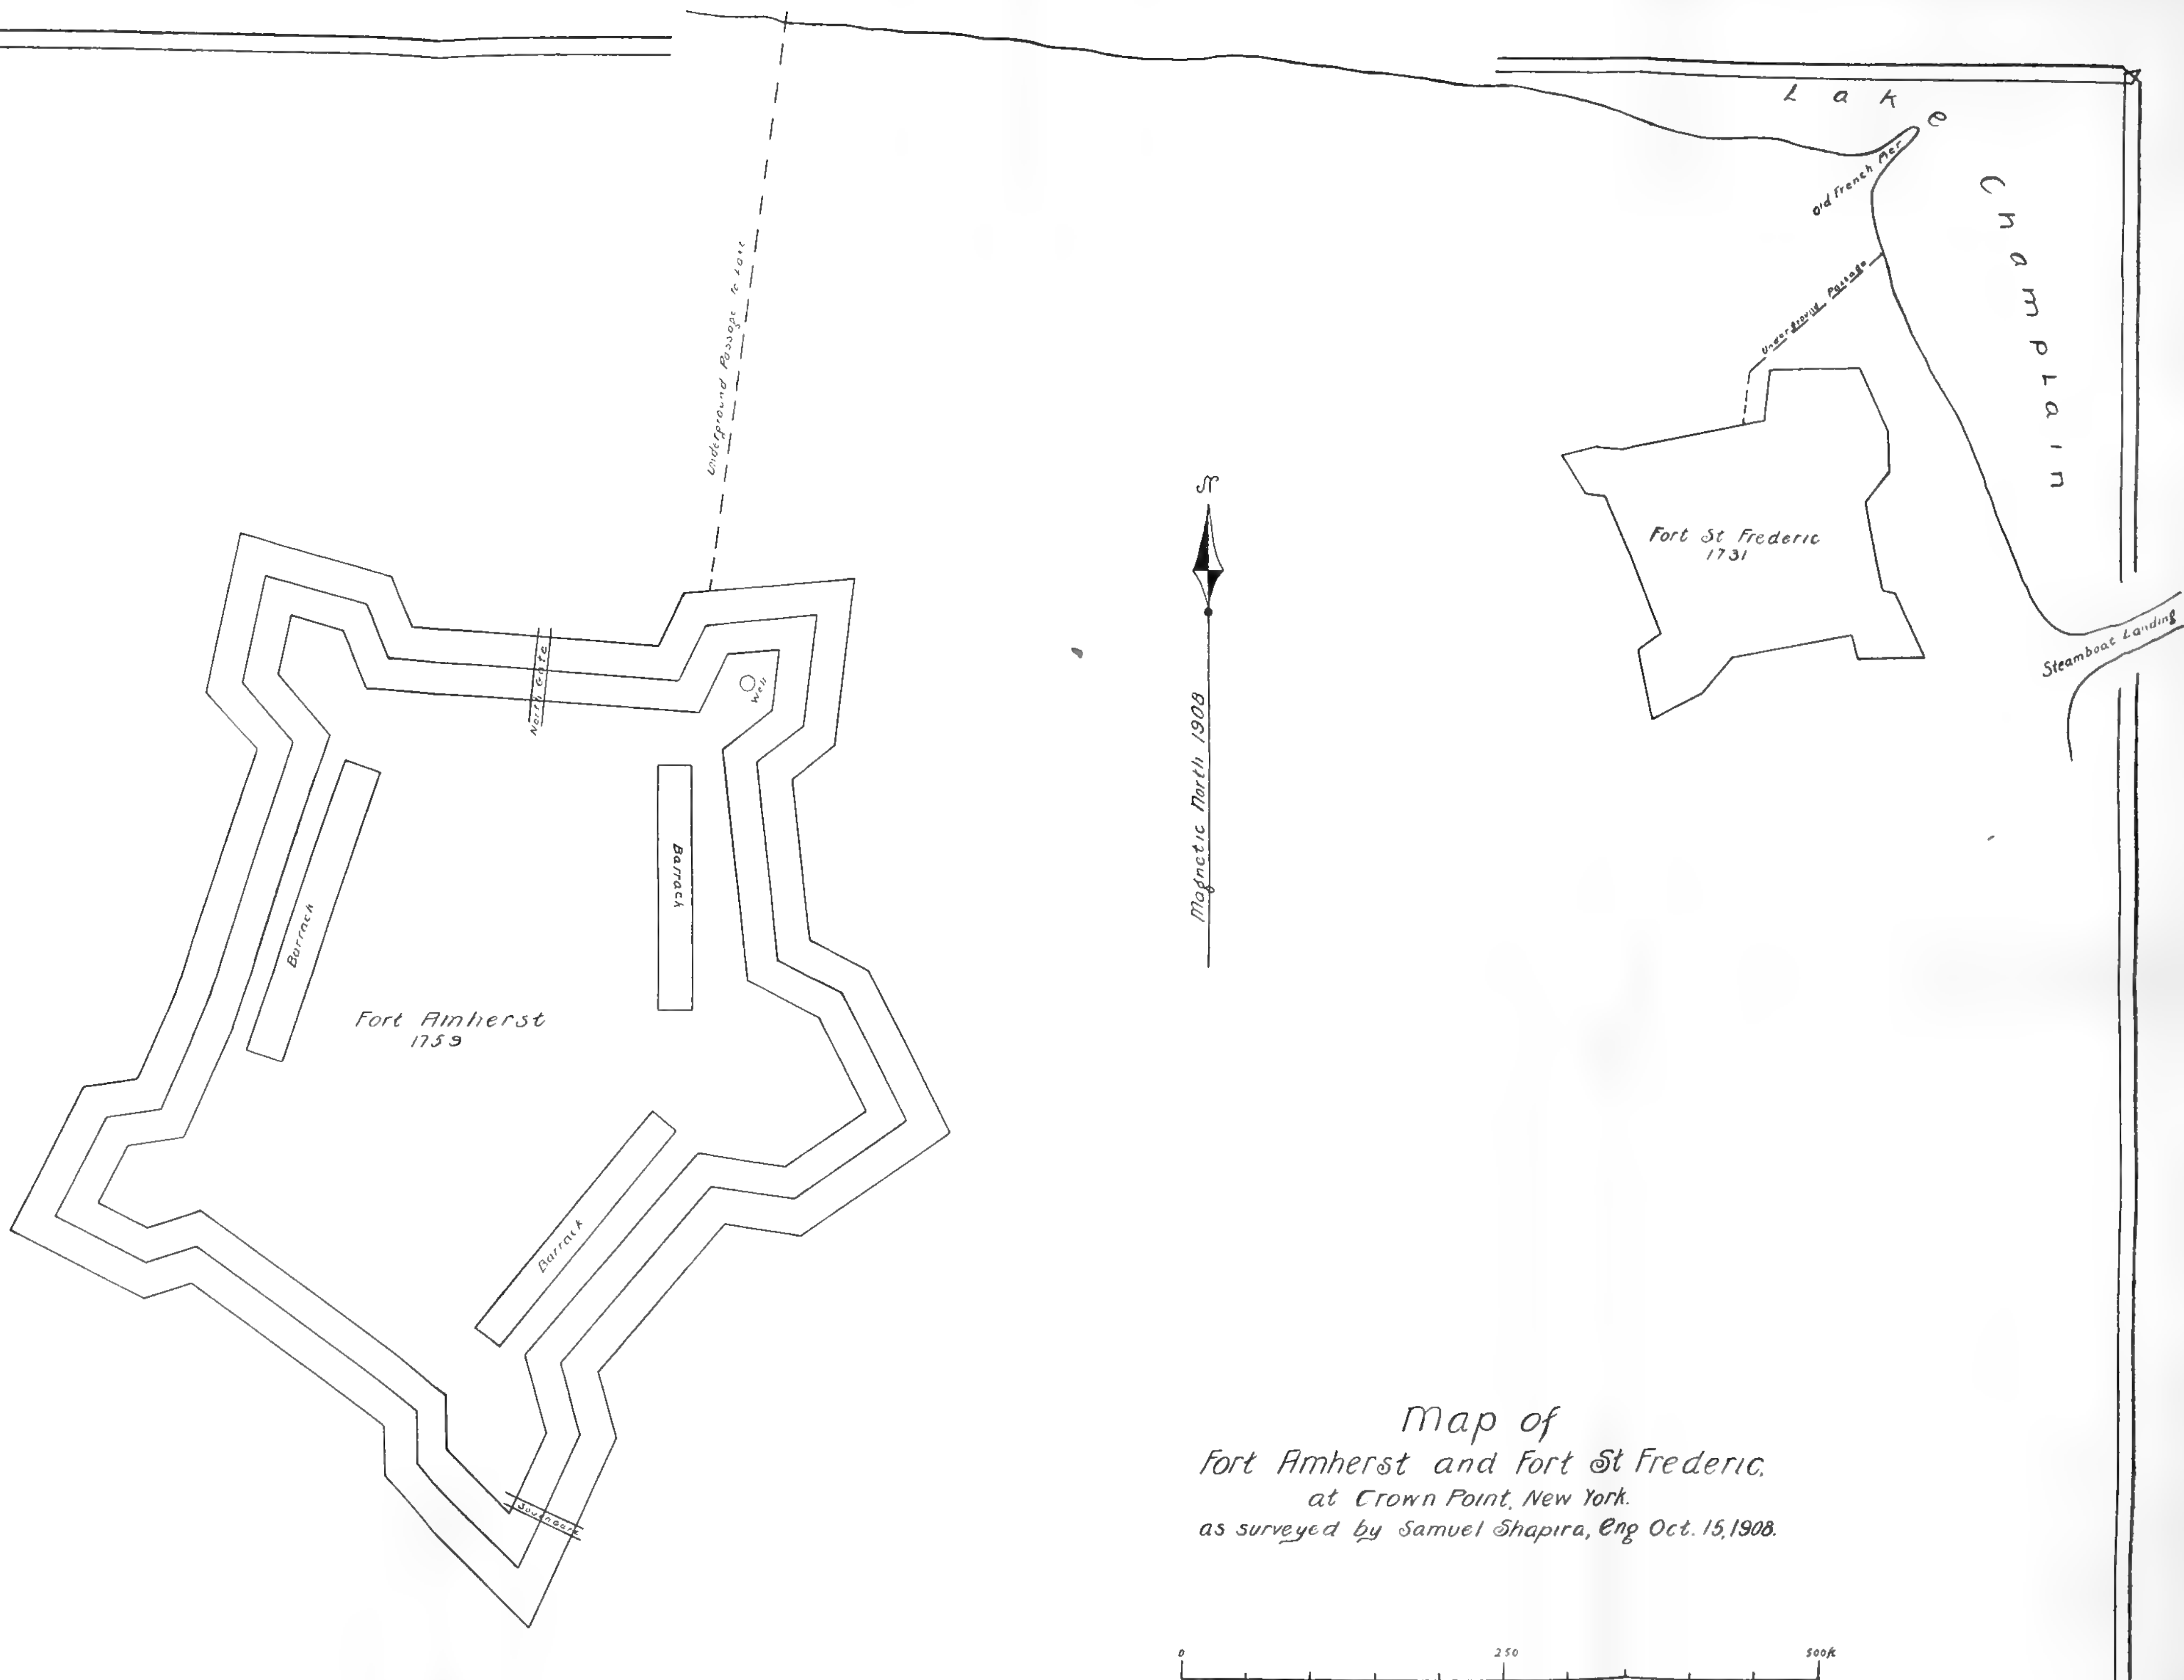 Lake
Champlain
Old French Pier
Underground Passage
Underground Passage to Lake
Fort St Frederic
1731
Steamboat Landing
North Gate
Well
Barrack
Barrack
Barrack
Fort Amherst
1759
South Gate
N
Magnetic North 1908
Map of
Fort Amherst and Fort St Frederic.
at Crown Point, New York.
as surveyed by Samuel Shapira, Eng Oct. 15, 1908.
0 250 500ft